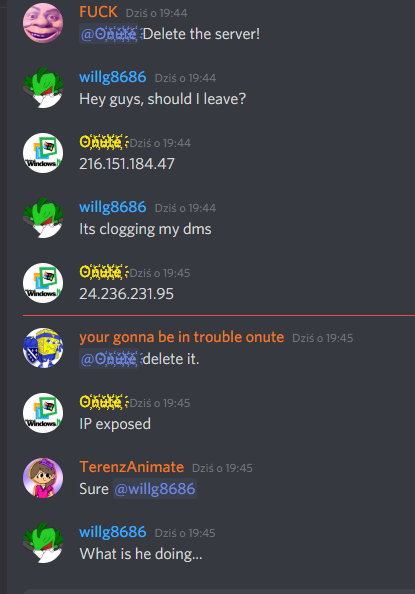 FUCK Dziś o 19:44
@Onute Delete the server!
willg8686 Dziś o 19:44
Hey guys, should I leave?
Onute Dziś o 19:44
216.151.184.47
willg8686 Dziś o 19:44
Its clogging my dms
Onute Dziś o 19:45
24.236.231.95
your gonna be in trouble onute Dziś o 19:45
@Onute delete it.
Onute Dziś o 19:45
IP exposed
TerenzAnimate Dziś o 19:45
Sure @willg8686
willg8686 Dziś o 19:45
What is he doing...